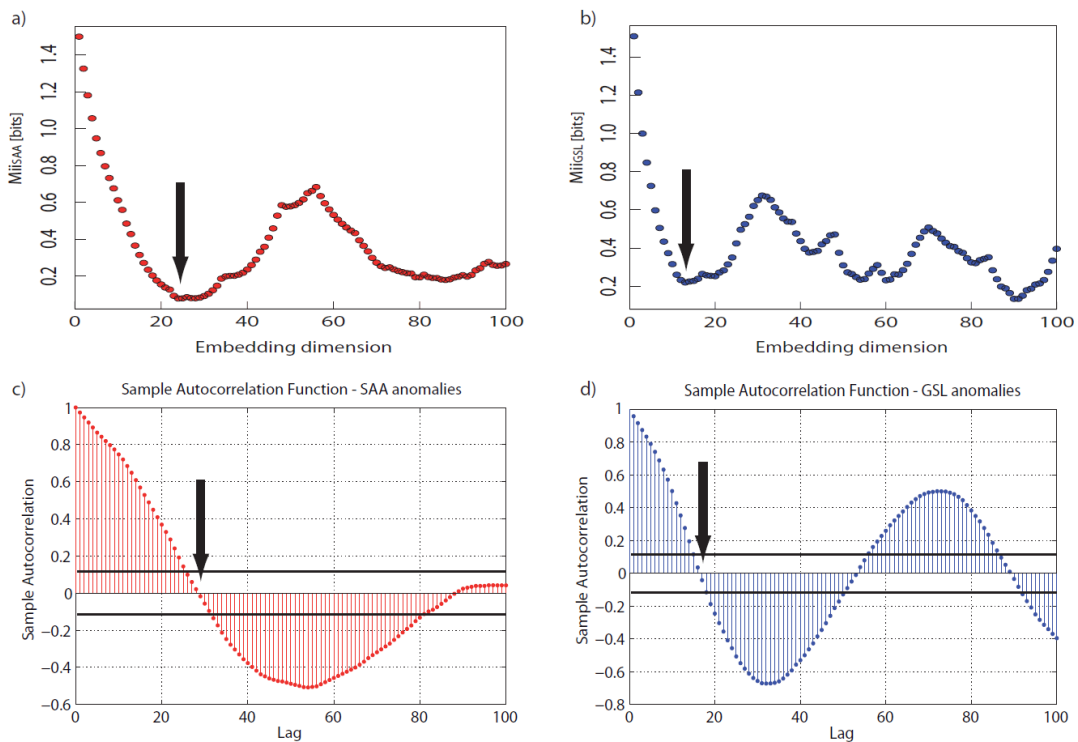 a)
MiiSAA [bits]
1.4
1.2
1.0
0.8
0.6
0.4
0.2
0 20 40 60 80 100
Embedding dimension
b)
MiiGSL [bits]
1.4
1.2
1.0
0.8
0.6
0.4
0.2
0 20 40 60 80 100
Embedding dimension
c)
Sample Autocorrelation Function - SAA anomalies
Sample Autocorrelation
1
0.8
0.6
0.4
0.2
0
−0.2
−0.4
−0.6
0 20 40 60 80 100
Lag
d)
Sample Autocorrelation Function - GSL anomalies
Sample Autocorrelation
1
0.8
0.6
0.4
0.2
0
−0.2
−0.4
−0.6
−0.8
0 20 40 60 80 100
Lag